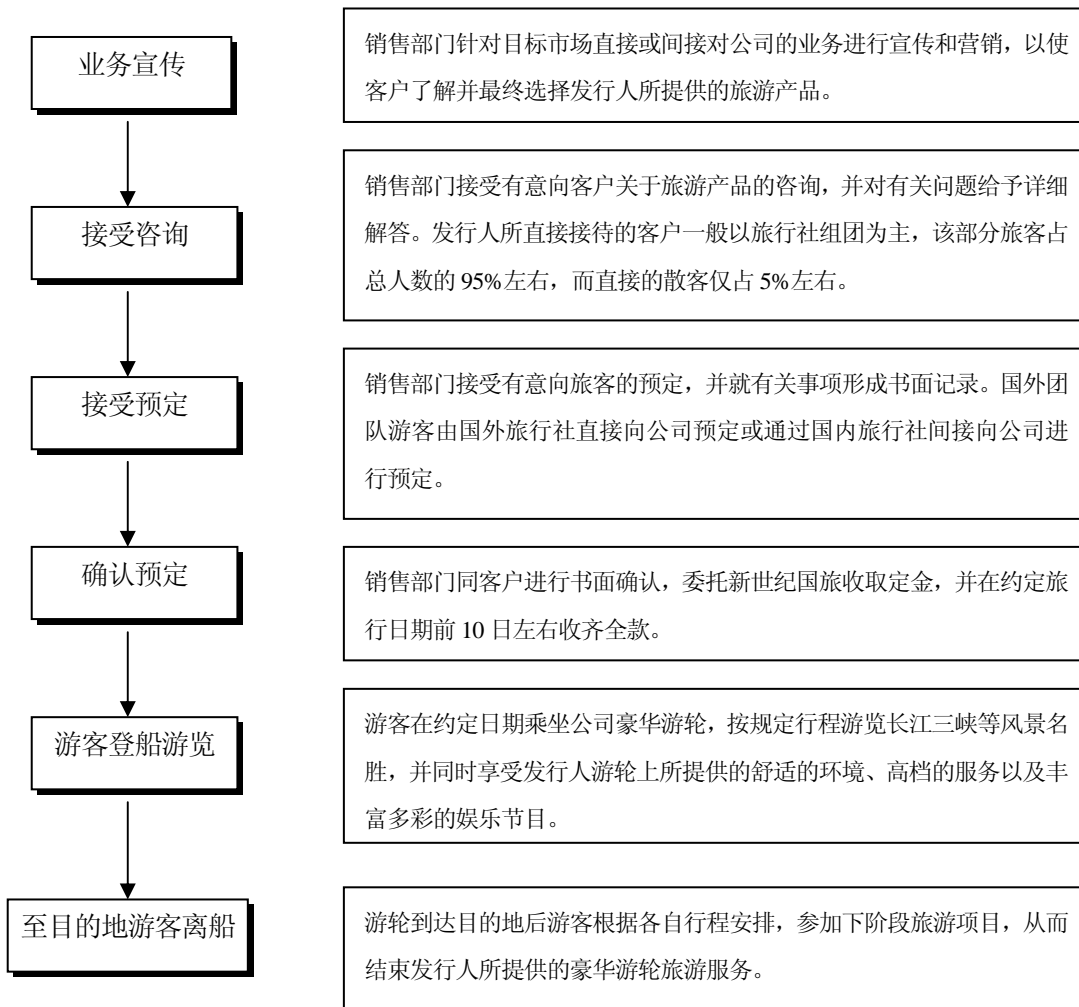 业务宣传
销售部门针对目标市场直接或间接对公司的业务进行宣传和营销，以使
客户了解并最终选择发行人所提供的旅游产品。
接受咨询
销售部门接受有意向客户关于旅游产品的咨询，并对有关问题给予详细
解答。发行人所直接接待的客户一般以旅行社组团为主，该部分旅客占
总人数的 95%左右，而直接的散客仅占 5%左右。
接受预定
销售部门接受有意向旅客的预定，并就有关事项形成书面记录。国外团
队游客由国外旅行社直接向公司预定或通过国内旅行社间接向公司进
行预定。
确认预定
销售部门同客户进行书面确认，委托新世纪国旅收取定金，并在约定旅
行日期前 10 日左右收齐全款。
游客登船游览
游客在约定日期乘坐公司豪华游轮，按规定行程游览长江三峡等风景名
胜，并同时享受发行人游轮上所提供的舒适的环境、高档的服务以及丰
富多彩的娱乐节目。
至目的地游客离船
游轮到达目的地后游客根据各自行程安排，参加下阶段旅游项目，从而
结束发行人所提供的豪华游轮旅游服务。